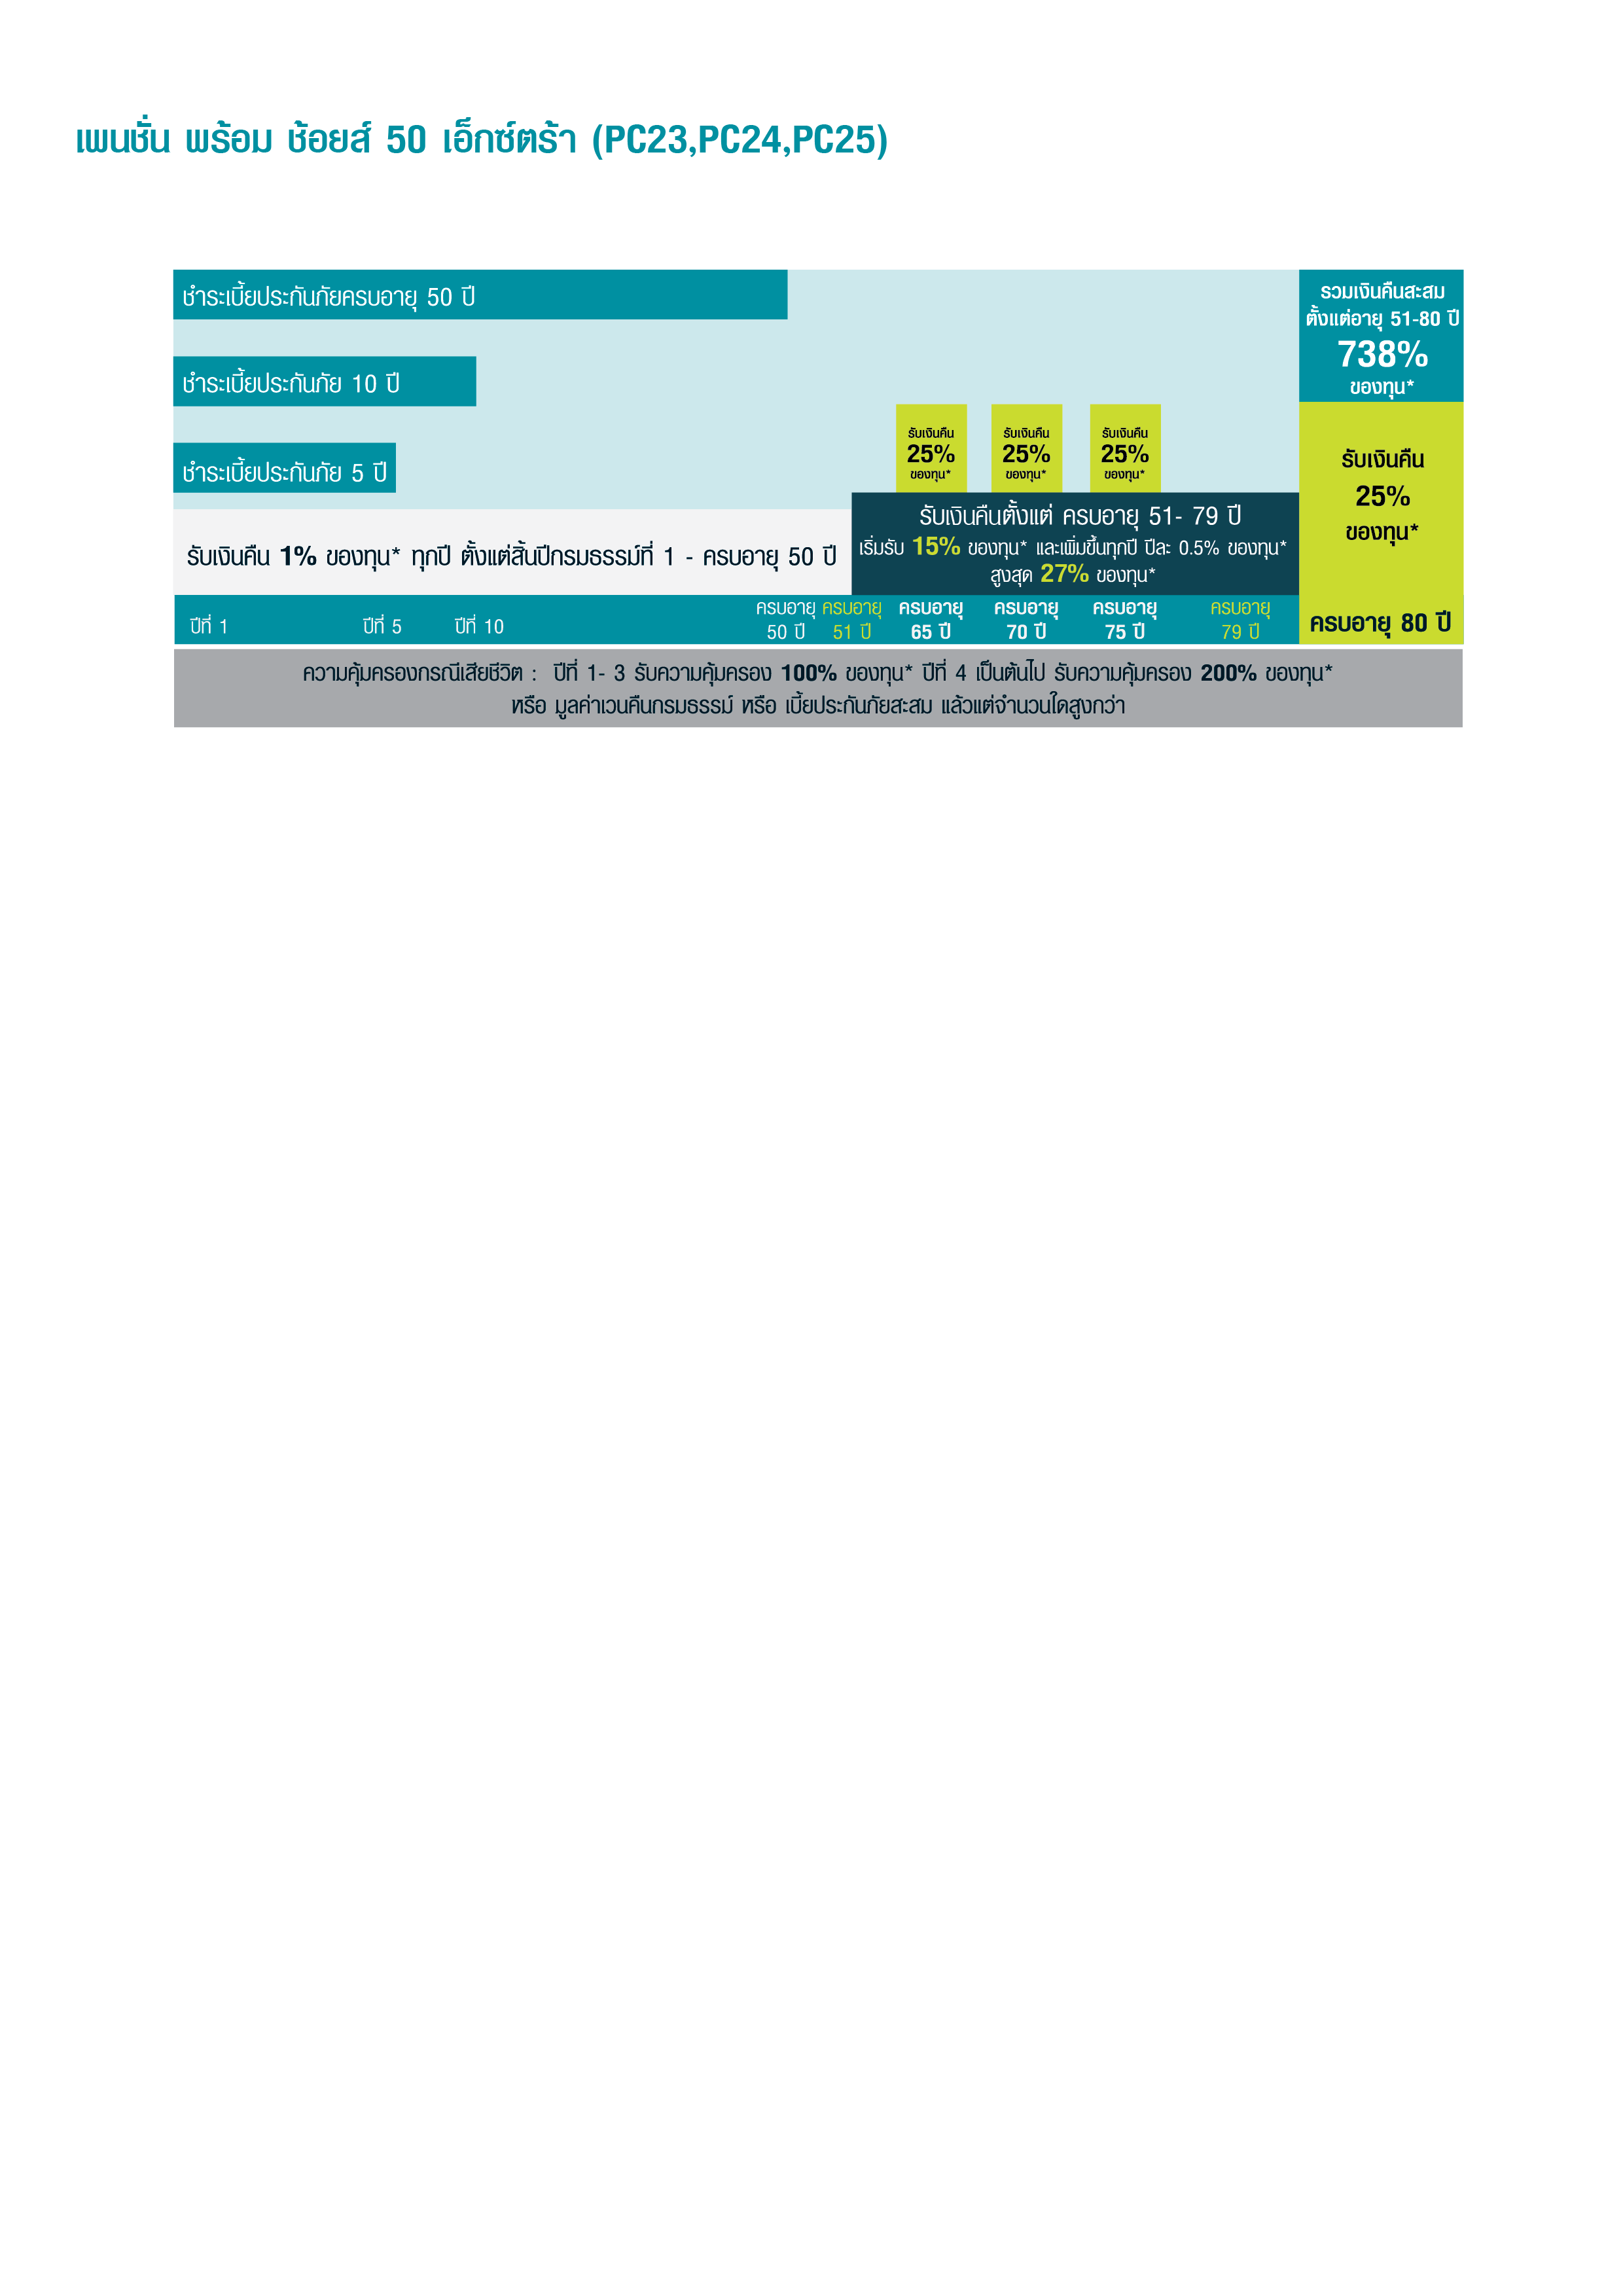 เพนชั่น พร้อม ช้อยส์ 50 เอ็กซ์ตร้า (PC23,PC24,PC25)
ชำระเบี้ยประกันภัยครบอายุ 50 ปี
ชำระเบี้ยประกันภัย 10 ปี
ชำระเบี้ยประกันภัย 5 ปี
รวมเงินคืนสะสม
ตั้งแต่อายุ 51-80 ปี
738%
ของทุน*
รับเงินคืน
25%
ของทุน*
รับเงินคืน
25%
ของทุน*
รับเงินคืน
25%
ของทุน*
รับเงินคืน
25%
ของทุน*
รับเงินคืน 1% ของทุน* ทุกปี ตั้งแต่สิ้นปีกรมธรรม์ที่ 1 - ครบอายุ 50 ปี
รับเงินคืนตั้งแต่ ครบอายุ 51- 79 ปี
เริ่มรับ 15% ของทุน* และเพิ่มขึ้นทุกปี ปีละ 0.5% ของทุน*
สูงสุด 27% ของทุน*
ปีที่ 1
ปีที่ 5
ปีที่ 10
ครบอายุ
50 ปี
ครบอายุ
51 ปี
ครบอายุ
65 ปี
ครบอายุ
70 ปี
ครบอายุ
75 ปี
ครบอายุ
79 ปี
ครบอายุ 80 ปี
ความคุ้มครองกรณีเสียชีวิต : ปีที่ 1- 3 รับความคุ้มครอง 100% ของทุน* ปีที่ 4 เป็นต้นไป รับความคุ้มครอง 200% ของทุน*
หรือ มูลค่าเวนคืนกรมธรรม์ หรือ เบี้ยประกันภัยสะสม แล้วแต่จำนวนใดสูงกว่า